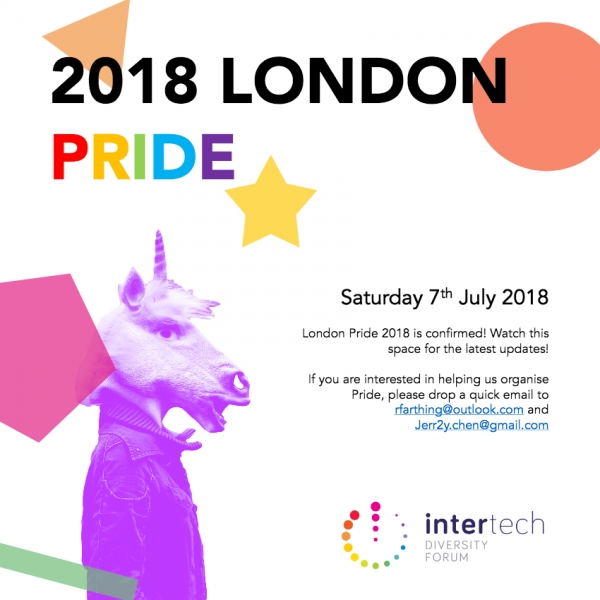 2018 LONDON
PRIDE
Saturday 7th July 2018
London Pride 2018 is confirmed! Watch this
space for the latest updates!
If you are interested in helping us organise
Pride, please drop a quick email to
rfarthing@outlook.com and
Jerr2y.chen@gmail.com
intertech
DIVERSITY
FORUM